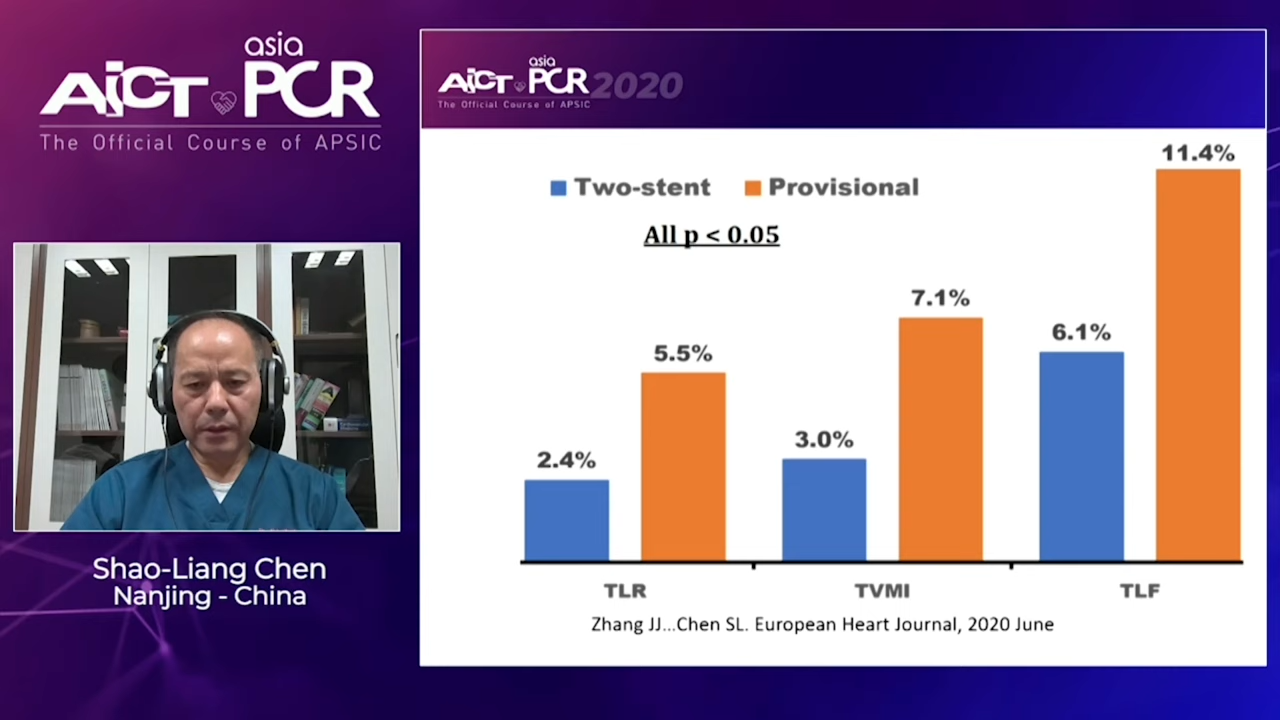 asia
AICT PCR
The Official Course of APSIC
Shao-Liang Chen
Nanjing - China
asia
AICT PCR 2020
The Official Course of APSIC
Two-stent Provisional
All p < 0.05
2.4%
5.5%
3.0%
7.1%
6.1%
11.4%
TLR TVMI TLF
Zhang JJ...Chen SL. European Heart Journal, 2020 June